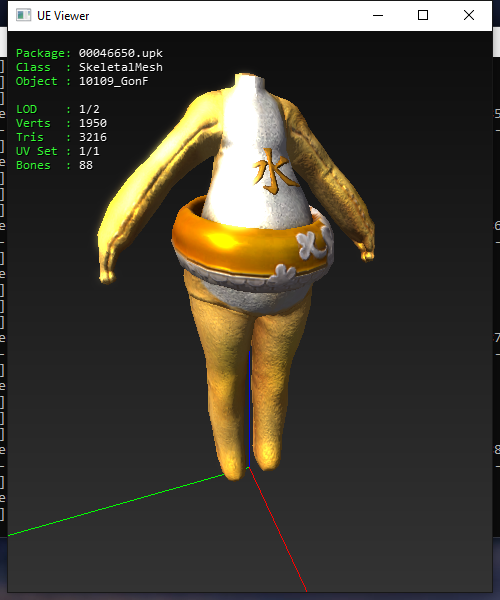 UE Viewer
Package: 00046650.upk
Class : SkeletalMesh
Object : 10109_GonF
LOD : 1/2
Verts : 1950
Tris : 3216
UV Set : 1/1
Bones : 88
水